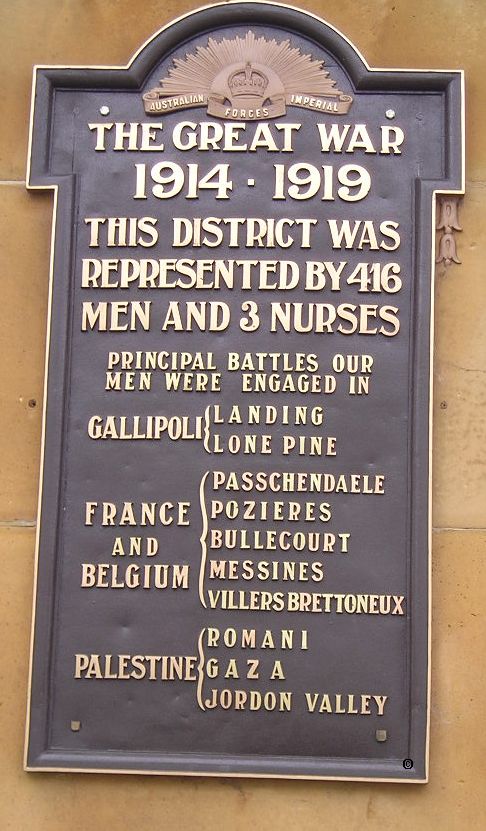 AUSTRALIAN IMPERIAL
FORCES
THE GREAT WAR
1914 · 1919
THIS DISTRICT WAS
REPRESENTED BY 416
MEN AND 3 NURSES
PRINCIPAL BATTLES OUR
MEN WERE ENGAGED IN
GALLIPOLI
LANDING
LONE PINE
FRANCE
AND
BELGIUM
PASSCHENDAELE
POZIERES
BULLECOURT
MESSINES
VILLERS BRETTONEUX
PALESTINE
ROMANI
GAZA
JORDON VALLEY